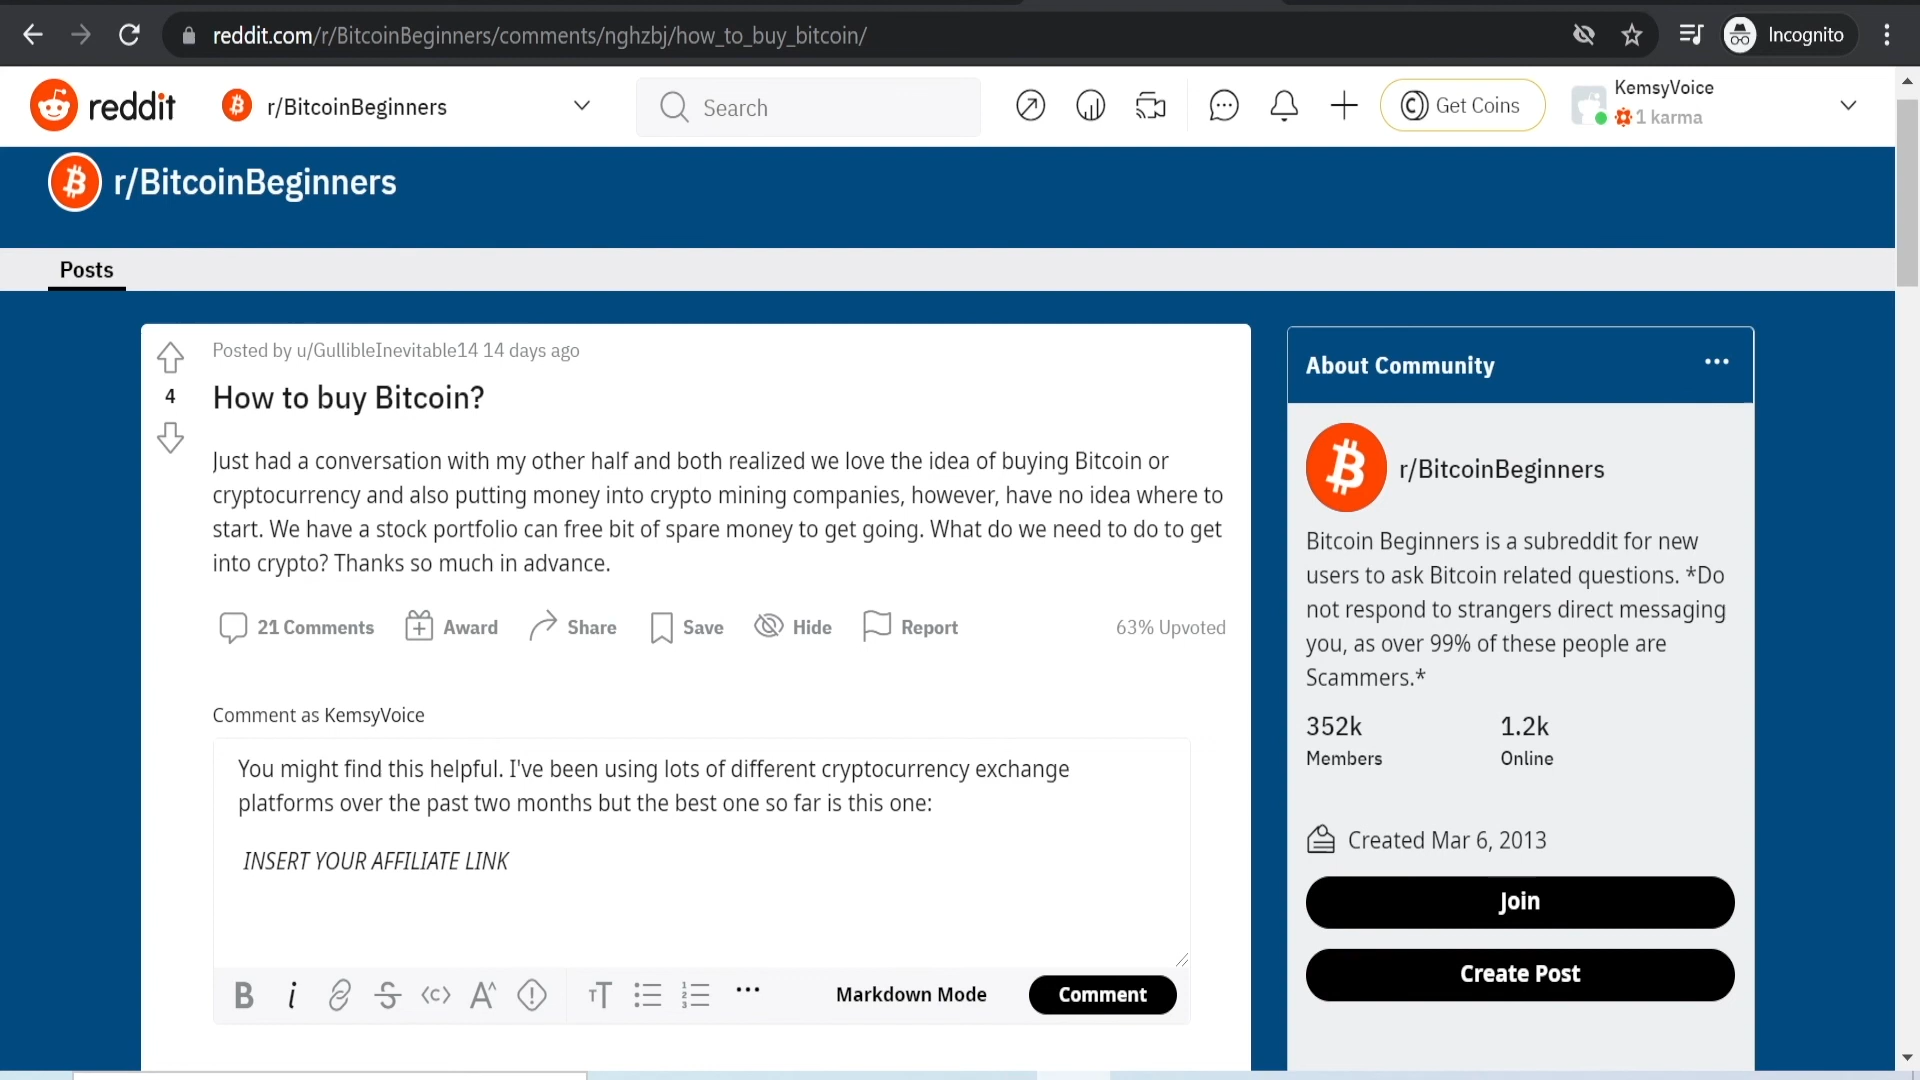 reddit.com/r/BitcoinBeginners/comments/nghzbj/how_to_buy_bitcoin/
Incognito
reddit
r/BitcoinBeginners
Search
Get Coins
KemsyVoice
1 karma
r/BitcoinBeginners
Posts
Posted by u/GullibleInevitable14 14 days ago
4
How to buy Bitcoin?
Just had a conversation with my other half and both realized we love the idea of buying Bitcoin or
cryptocurrency and also putting money into crypto mining companies, however, have no idea where to
start. We have a stock portfolio can free bit of spare money to get going. What do we need to do to get
into crypto? Thanks so much in advance.
21 Comments
Award
Share
Save
Hide
Report
63% Upvoted
Comment as KemsyVoice
You might find this helpful. I've been using lots of different cryptocurrency exchange
platforms over the past two months but the best one so far is this one:
INSERT YOUR AFFILIATE LINK
Markdown Mode
Comment
About Community
r/BitcoinBeginners
Bitcoin Beginners is a subreddit for new
users to ask Bitcoin related questions. *Do
not respond to strangers direct messaging
you, as over 99% of these people are
Scammers.*
352k
Members
1.2k
Online
Created Mar 6, 2013
Join
Create Post